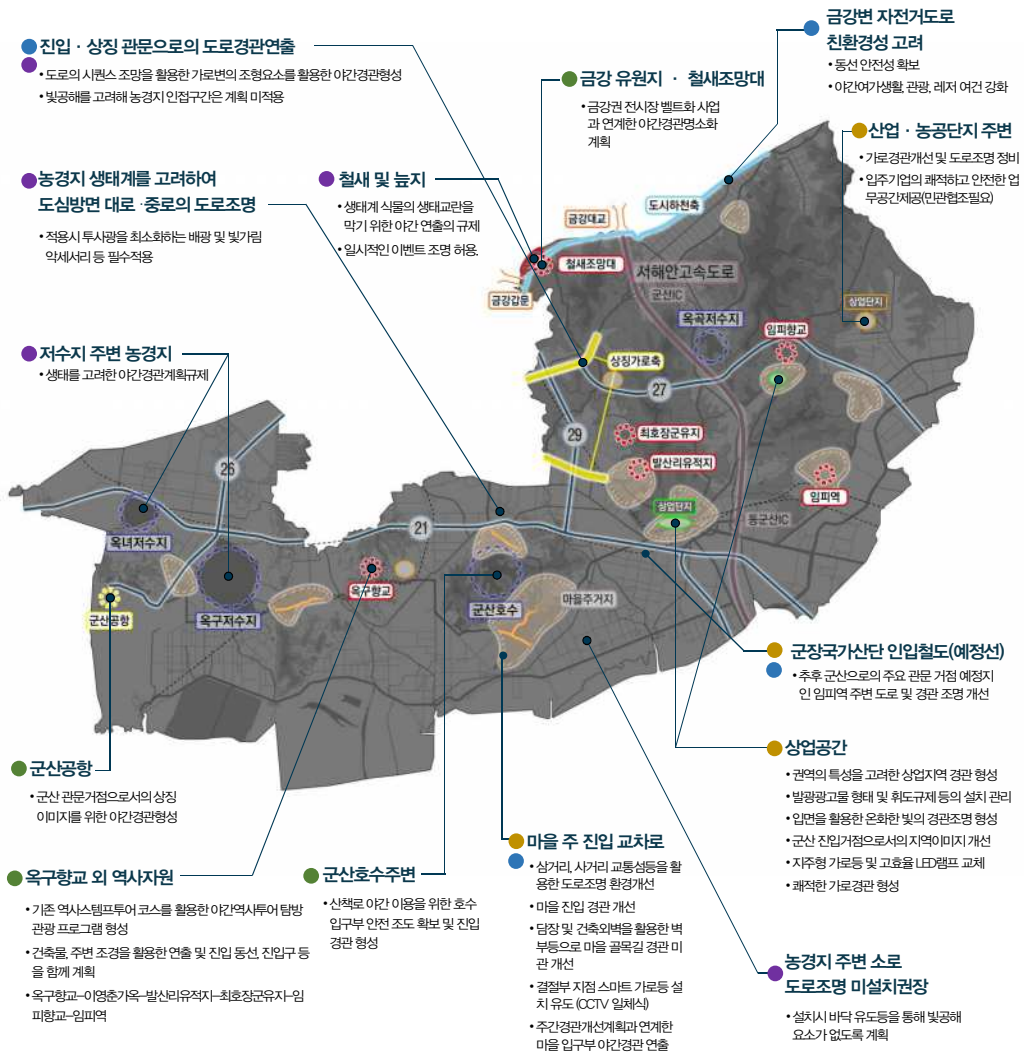 진입 · 상징 관문으로의 도로경관연출
• 도로의 시퀀스 조망을 활용한 가로변의 조형요소를 활용한 야간경관형성
• 빛공해를 고려해 농경지 인접구간은 계획 미적용
금강변 자전거도로
친환경성 고려
• 동선 안전성 확보
• 야간여가생활, 관광, 레저 여건 강화
금강 유원지 · 철새조망대
• 금강권 전시장 벨트화 사업
과 연계한 야간경관명소화
계획
산업 · 농공단지 주변
• 가로경관개선 및 도로조명 정비
• 입주기업의 쾌적하고 안전한 업
무공간제공(민관협조필요)
농경지 생태계를 고려하여
도심방면 대로 ·중로의 도로조명
• 적용시 투사광을 최소화하는 배광 및 빛가림
악세서리 등 필수적용
철새 및 늪지
• 생태계 식물의 생태교란을
막기 위한 야간 연출의 규제
• 일시적인 이벤트 조명 허용.
저수지 주변 농경지
• 생태를 고려한 야간경관계획규제
도시하천축
금강대교
철새조망대
금강갑문
서해안고속도로
군산IC
옥곡저수지
상업단지
임피향교
상징가로축
27
29
최호장군유지
발산리유적지
임피역
상업단지
동군산IC
26
21
옥녀저수지
옥구향교
군산공항
옥구저수지
군산호수
마을주거지
군장국가산단 인입철도(예정선)
• 추후 군산으로의 주요 관문 거점 예정지
인 임피역 주변 도로 및 경관 조명 개선
상업공간
• 권역의 특성을 고려한 상업지역 경관 형성
• 발광광고물 형태 및 휘도규제 등의 설치 관리
• 입면을 활용한 온화한 빛의 경관조명 형성
• 군산 진입거점으로서의 지역이미지 개선
• 지주형 가로등 및 고효율 LED램프 교체
• 쾌적한 가로경관 형성
군산공항
• 군산 관문거점으로서의 상징
이미지를 위한 야간경관형성
옥구향교 외 역사자원
• 기존 역사스템프투어 코스를 활용한 야간역사투어 탐방
관광 프로그램 형성
• 건축물, 주변 조경을 활용한 연출 및 진입 동선, 진입구 등
을 함께 계획
• 옥구향교–이영춘가옥–발산리유적지–최호장군유지–임
피향교–임피역
군산호수주변
• 산책로 야간 이용을 위한 호수
입구부 안전 조도 확보 및 진입
경관 형성
마을 주 진입 교차로
• 삼거리, 사거리 교통섬등을 활
용한 도로조명 환경개선
• 마을 진입 경관 개선
• 담장 및 건축외벽을 활용한 벽
부등으로 마을 골목길 경관 미
관 개선
• 결절부 지점 스마트 가로등 설
치 유도 (CCTV 일체식)
• 주간경관개선계획과 연계한
마을 입구부 야간경관 연출
농경지 주변 소로
도로조명 미설치권장
• 설치시 바닥 유도등을 통해 빛공해
요소가 없도록 계획